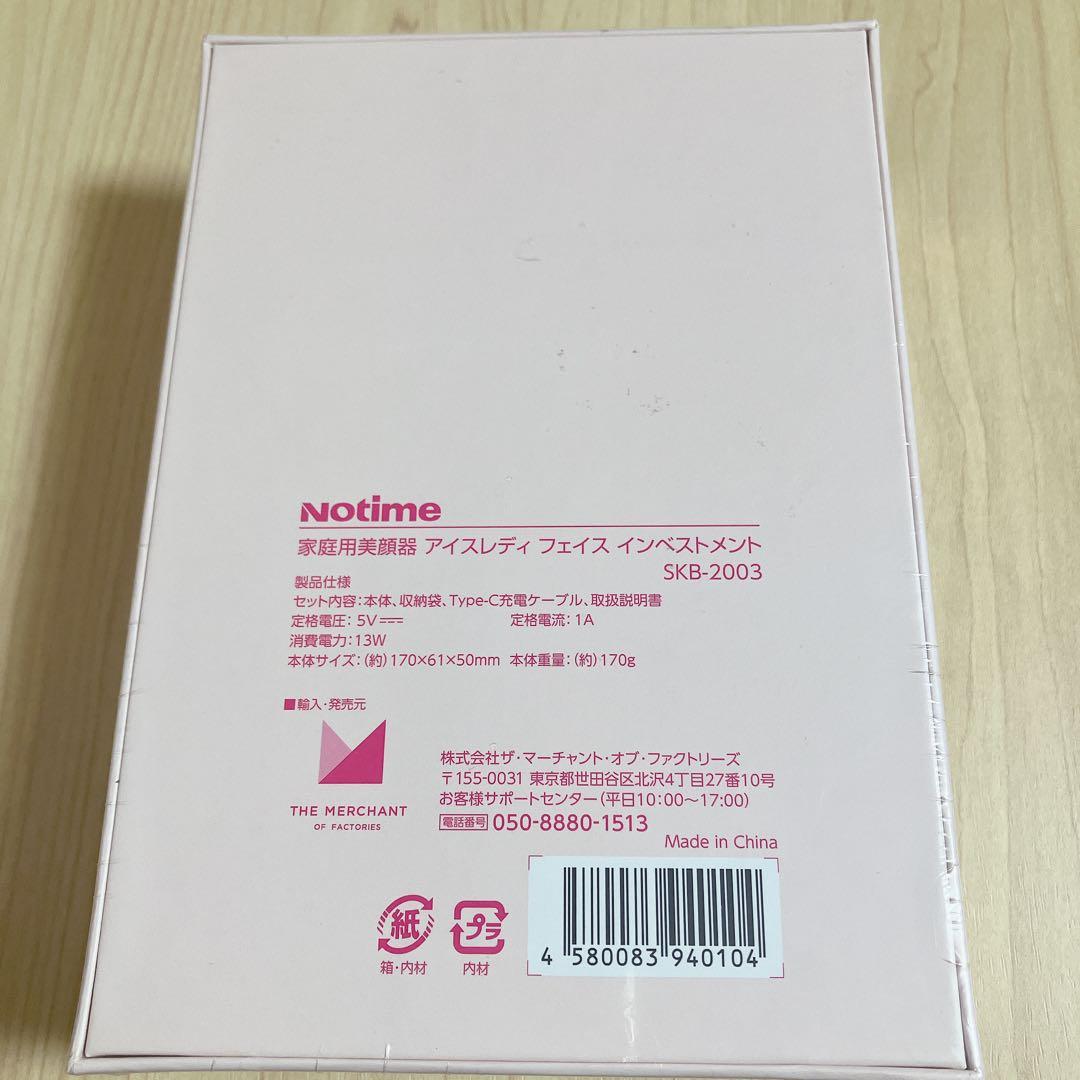 Notime
家庭用美顔器 アイスレディ フェイス インベストメント
SKB-2003
製品仕様
セット内容:本体、収納袋、Type-C充電ケーブル、取扱説明書
定格電圧: 5V⎓ 定格電流:1A
消費電力:13W
本体サイズ:(約)170×61×50mm 本体重量:(約)170g
■輸入・発売元
THE MERCHANT
OF FACTORIES
株式会社ザ・マーチャント・オブ・ファクトリーズ
〒155-0031 東京都世田谷区北沢4丁目27番10号
お客様サポートセンター(平日10:00〜17:00)
電話番号 050-8880-1513
Made in China
紙
箱・内材
プラ
内材
4 580083 940104